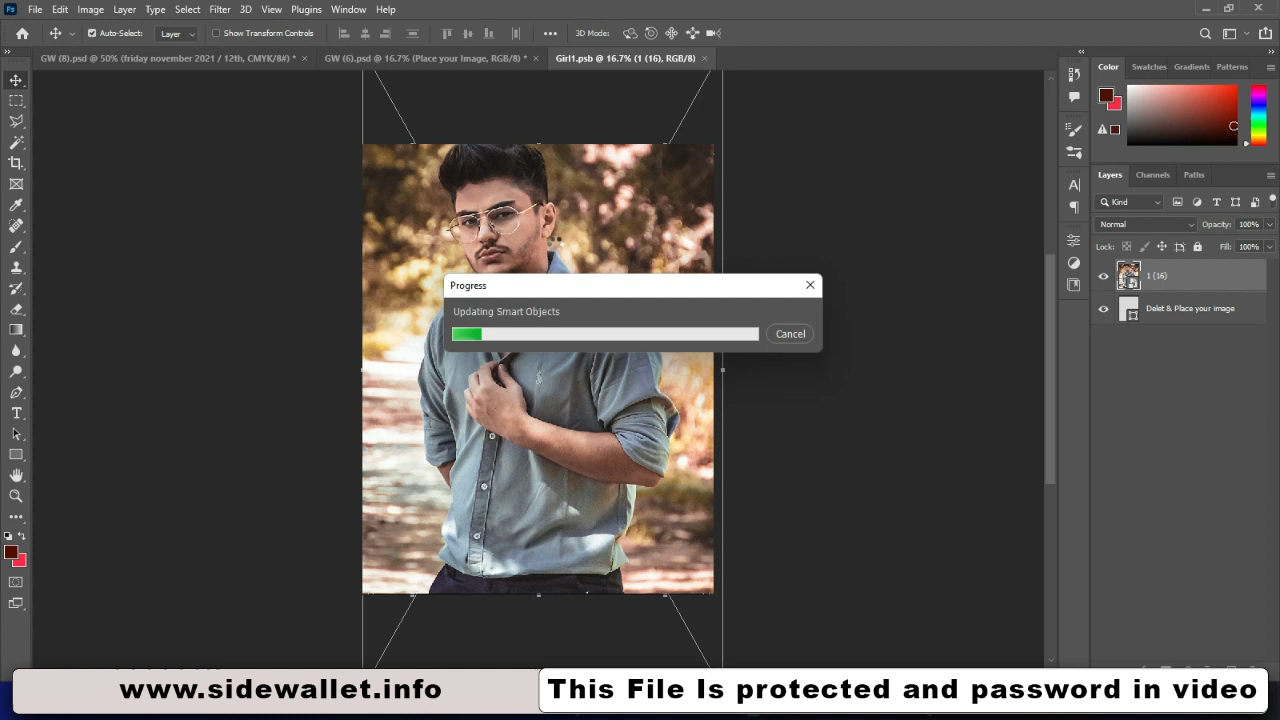 Ps File Edit Image Layer Type Select Filter 3D View Plugins Window Help
Auto-Select: Layer Show Transform Controls 3D Mode:
GW (8).psd @ 50% (friday november 2021 / 12th, CMYK/8#) * × GW (6).psd @ 16.7% (Place your Image, RGB/8) * × Girl1.psb @ 16.7% (1 (16), RGB/8) ×
Color Swatches Gradients Patterns
Layers Channels Paths
Kind
Normal Opacity: 100%
Lock: Fill: 100%
1 (16)
Delet & Place your image
Progress
Updating Smart Objects
Cancel
www.sidewallet.info
This File Is protected and password in video